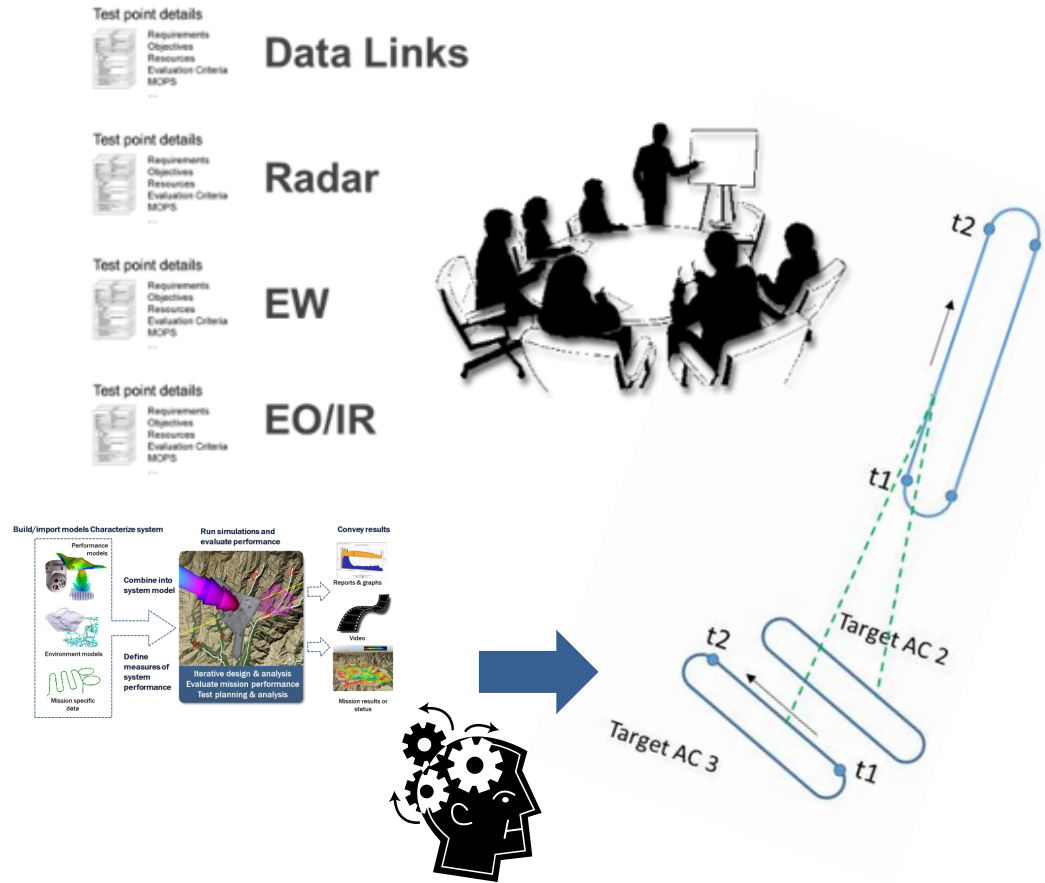 Test point details
Requirements
Objectives
Resources
Evaluation Criteria
MOPS
...
Data Links
Test point details
Requirements
Objectives
Resources
Evaluation Criteria
MOPS
...
Radar
Test point details
Requirements
Objectives
Resources
Evaluation Criteria
MOPS
...
EW
Test point details
Requirements
Objectives
Resources
Evaluation Criteria
MOPS
...
EO/IR
Build/import models Characterize system
Performance
models
Environment models
Mission specific
data
Combine into
system model
Define
measures of
system
performance
Run simulations and
evaluate performance
Iterative design & analysis
Evaluate mission performance
Test planning & analysis
Convey results
Reports & graphs
Video
Mission results or
status
t2
t1
Target AC 2
t2
Target AC 3
t1